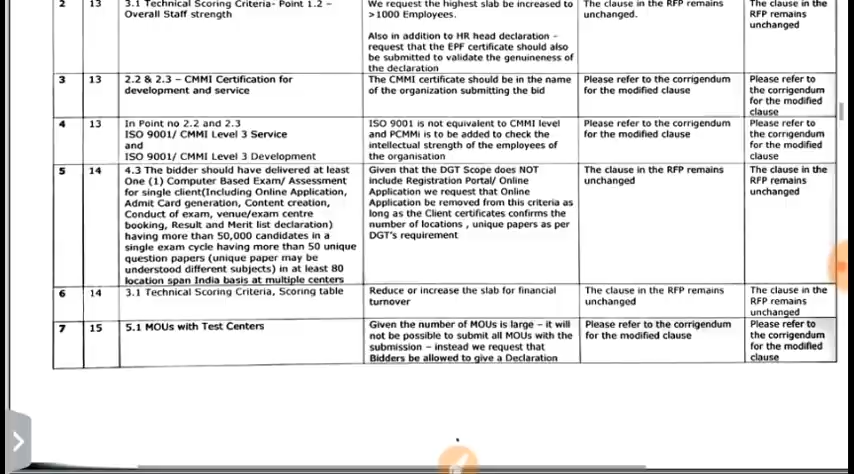 2 13 3.1 Technical Scoring Criteria- Point 1.2 – We request the highest slab be increased to The clause in the RFP remains The clause in the
Overall Staff strength >1000 Employees. unchanged. RFP remains
unchanged
Also in addition to HR head declaration –
request that the EPF certificate should also
be submitted to validate the genuineness of
the declaration
3 13 2.2 & 2.3 – CMMI Certification for The CMMI certificate should be in the name Please refer to the corrigendum Please refer to
development and service of the organization submitting the bid for the modified clause the corrigendum
for the modified
clause
4 13 In Point no 2.2 and 2.3 ISO 9001 is not equivalent to CMMI level Please refer to the corrigendum Please refer to
ISO 9001/ CMMI Level 3 Service and PCMMi is to be added to check the for the modified clause the corrigendum
and intellectual strength of the employees of for the modified
ISO 9001/ CMMI Level 3 Development the organisation clause
5 14 4.3 The bidder should have delivered at least Given that the DGT Scope does NOT The clause in the RFP remains The clause in the
One (1) Computer Based Exam/ Assessment include Registration Portal/ Online unchanged RFP remains
for single client(Including Online Application, Application we request that Online unchanged
Admit Card generation, Content creation, Application be removed from this criteria as
Conduct of exam, venue/exam centre long as the Client certificates confirms the
booking, Result and Merit list declaration) number of locations , unique papers as per
having more than 50,000 candidates in a DGT's requirement
single exam cycle having more than 50 unique
question papers (unique paper may be
understood different subjects) in at least 80
location span India basis at multiple centers
6 14 3.1 Technical Scoring Criteria, Scoring table Reduce or increase the slab for financial The clause in the RFP remains The clause in the
turnover unchanged RFP remains
unchanged
7 15 5.1 MOUs with Test Centers Given the number of MOUs is large – it will Please refer to the corrigendum Please refer to
not be possible to submit all MOUs with the for the modified clause the corrigendum
submission – instead we request that for the modified
Bidders be allowed to give a Declaration clause